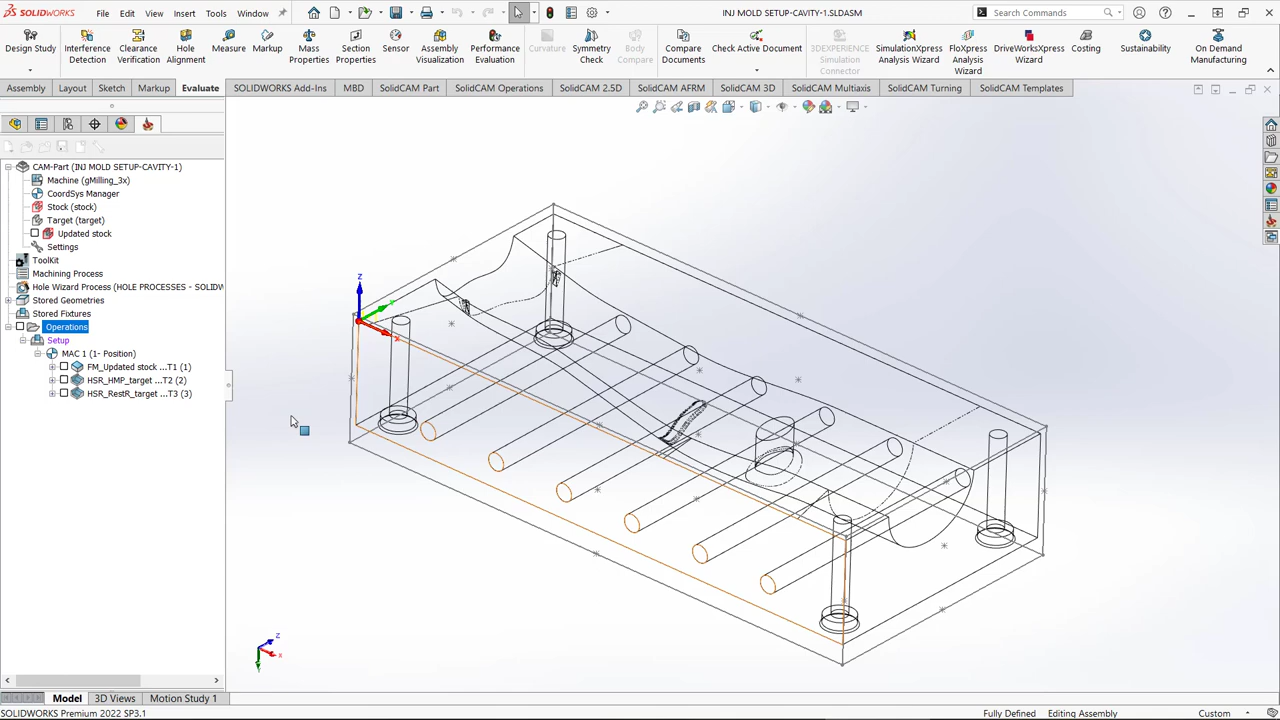 SOLIDWORKS File Edit View Insert Tools Window INJ MOLD SETUP-CAVITY-1.SLDASM Search Commands
Design Study
Interference Detection
Clearance Verification
Hole Alignment
Measure
Markup
Mass Properties
Section Properties
Sensor
Assembly Visualization
Performance Evaluation
Curvature
Symmetry Check
Body Compare
Compare Documents
Check Active Document
3DEXPERIENCE Simulation Connector
SimulationXpress Analysis Wizard
FloXpress Analysis Wizard
DriveWorksXpress Wizard
Costing
Sustainability
On Demand Manufacturing
Assembly Layout Sketch Markup Evaluate SOLIDWORKS Add-Ins MBD SolidCAM Part SolidCAM Operations SolidCAM 2.5D SolidCAM AFRM SolidCAM 3D SolidCAM Multiaxis SolidCAM Turning SolidCAM Templates
CAM-Part (INJ MOLD SETUP-CAVITY-1)
Machine (gMilling_3x)
CoordSys Manager
Stock (stock)
Target (target)
Updated stock
Settings
ToolKit
Machining Process
Hole Wizard Process (HOLE PROCESSES - SOLIDW
Stored Geometries
Stored Fixtures
Operations
Setup
MAC 1 (1- Position)
FM_Updated stock ...T1 (1)
HSR_HMP_target ...T2 (2)
HSR_RestR_target ...T3 (3)
Z
X
Z
X
Model 3D Views Motion Study 1
SOLIDWORKS Premium 2022 SP3.1 Fully Defined Editing Assembly Custom